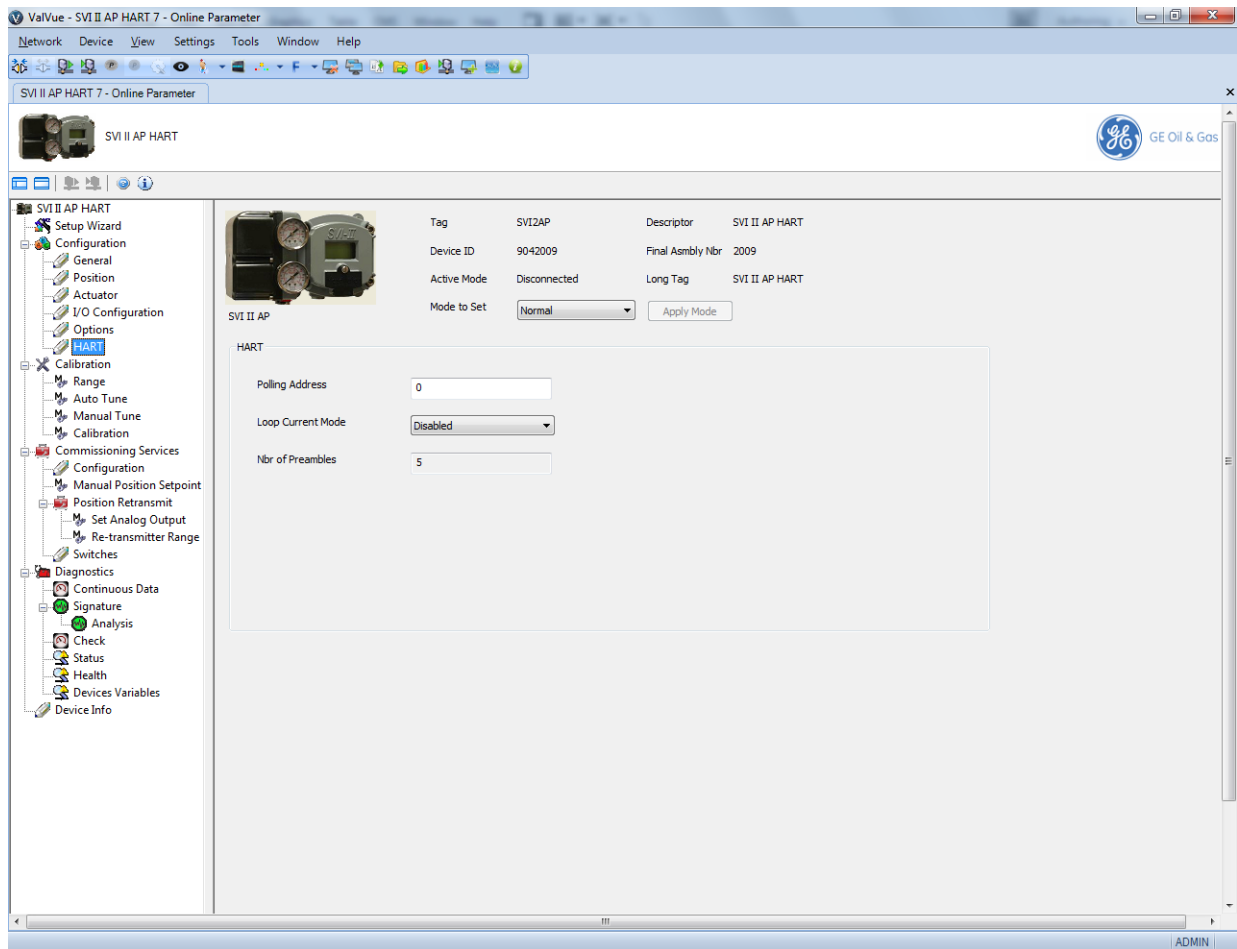 ValVue - SVI II AP HART 7 - Online Parameter
Network Device View Settings Tools Window Help
SVI II AP HART 7 - Online Parameter
SVI II AP HART
GE Oil & Gas
SVI II AP HART
Setup Wizard
Configuration
General
Position
Actuator
I/O Configuration
Options
HART
Calibration
Range
Auto Tune
Manual Tune
Calibration
Commissioning Services
Configuration
Manual Position Setpoint
Position Retransmit
Set Analog Output
Re-transmitter Range
Switches
Diagnostics
Continuous Data
Signature
Analysis
Check
Status
Health
Devices Variables
Device Info
SVI II AP
Tag SVI2AP Descriptor SVI II AP HART
Device ID 9042009 Final Asmbly Nbr 2009
Active Mode Disconnected Long Tag SVI II AP HART
Mode to Set Normal Apply Mode
HART
Polling Address 0
Loop Current Mode Disabled
Nbr of Preambles 5
ADMIN